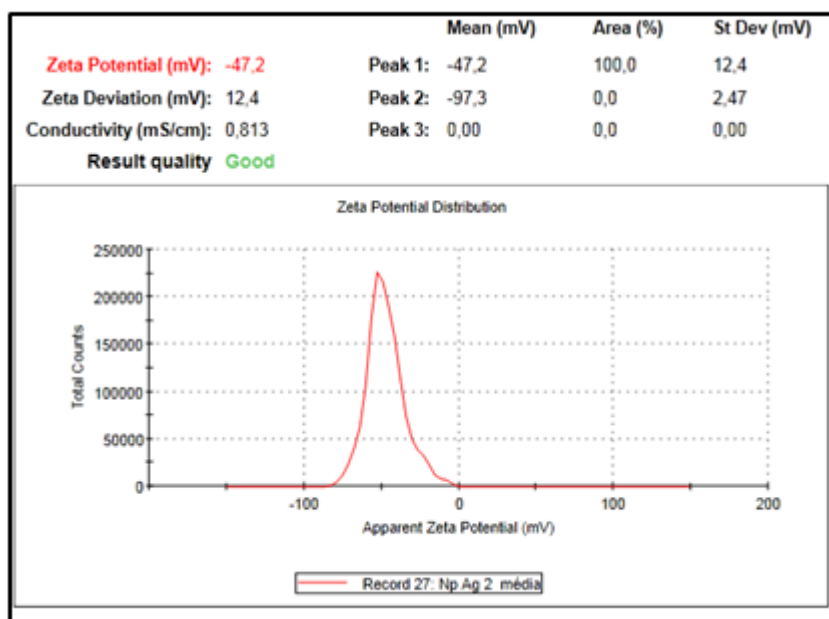 Mean (mV) Area (%) St Dev (mV)
Zeta Potential (mV): -47,2 Peak 1: -47,2 100,0 12,4
Zeta Deviation (mV): 12,4 Peak 2: -97,3 0,0 2,47
Conductivity (mS/cm): 0,813 Peak 3: 0,00 0,0 0,00
Result quality Good
Zeta Potential Distribution
250000
200000
150000
100000
50000
0
Total Counts
-100 0 100 200
Apparent Zeta Potential (mV)
Record 27: Np Ag 2 média